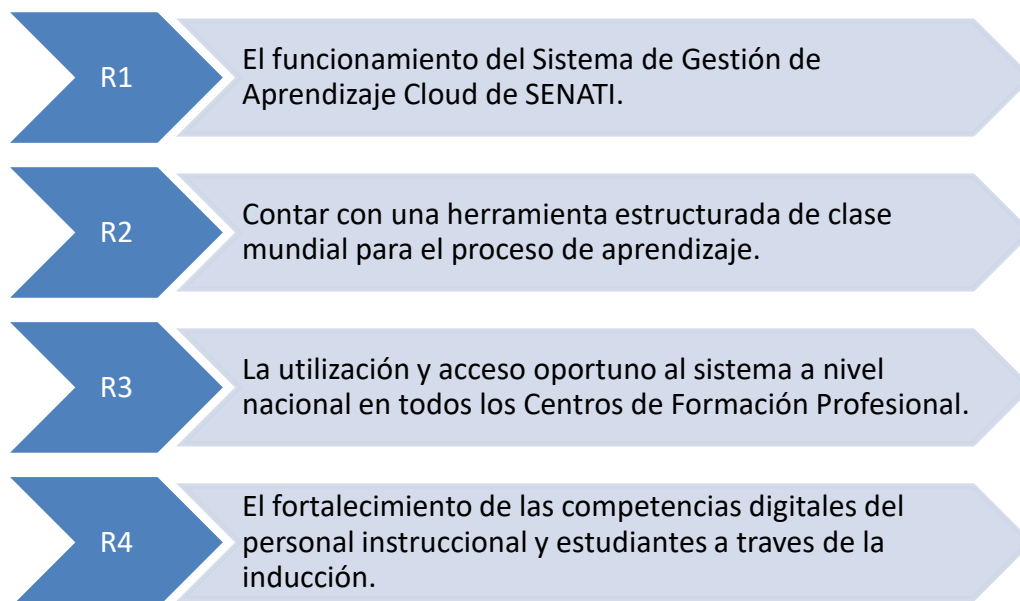 R1
El funcionamiento del Sistema de Gestión de
Aprendizaje Cloud de SENATI.
R2
Contar con una herramienta estructurada de clase
mundial para el proceso de aprendizaje.
R3
La utilización y acceso oportuno al sistema a nivel
nacional en todos los Centros de Formación Profesional.
R4
El fortalecimiento de las competencias digitales del
personal instruccional y estudiantes a traves de la
inducción.